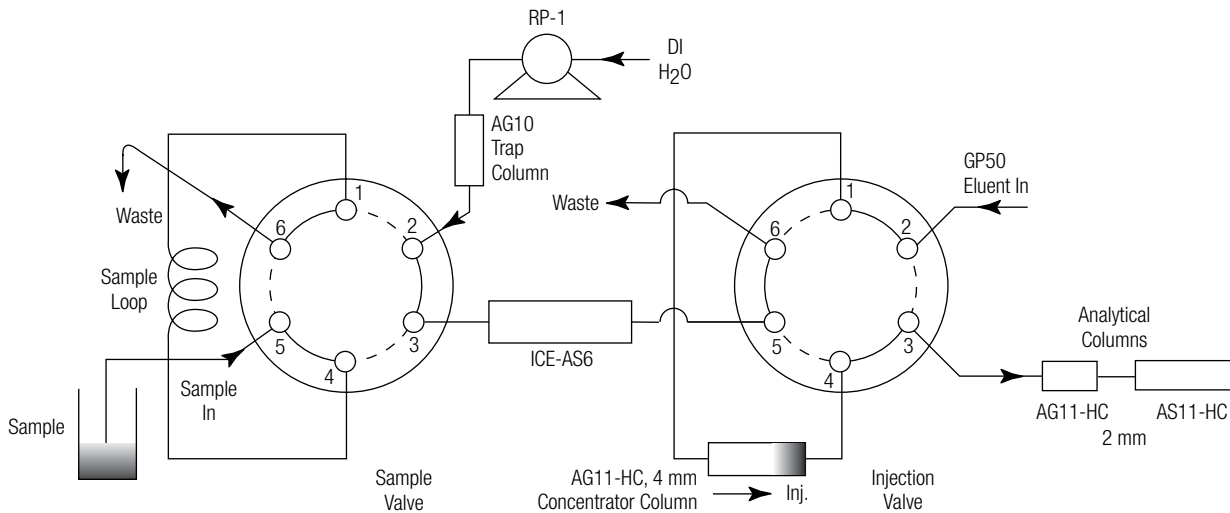 RP-1
DI
H2O
AG10
Trap
Column
GP50
Eluent In
Waste
Waste
1
2
3
4
5
6
1
2
3
4
5
6
Sample
Loop
ICE-AS6
Analytical
Columns
Sample
In
Sample
AG11-HC
AS11-HC
2 mm
Sample
Valve
AG11-HC, 4 mm
Concentrator Column
Inj.
Injection
Valve